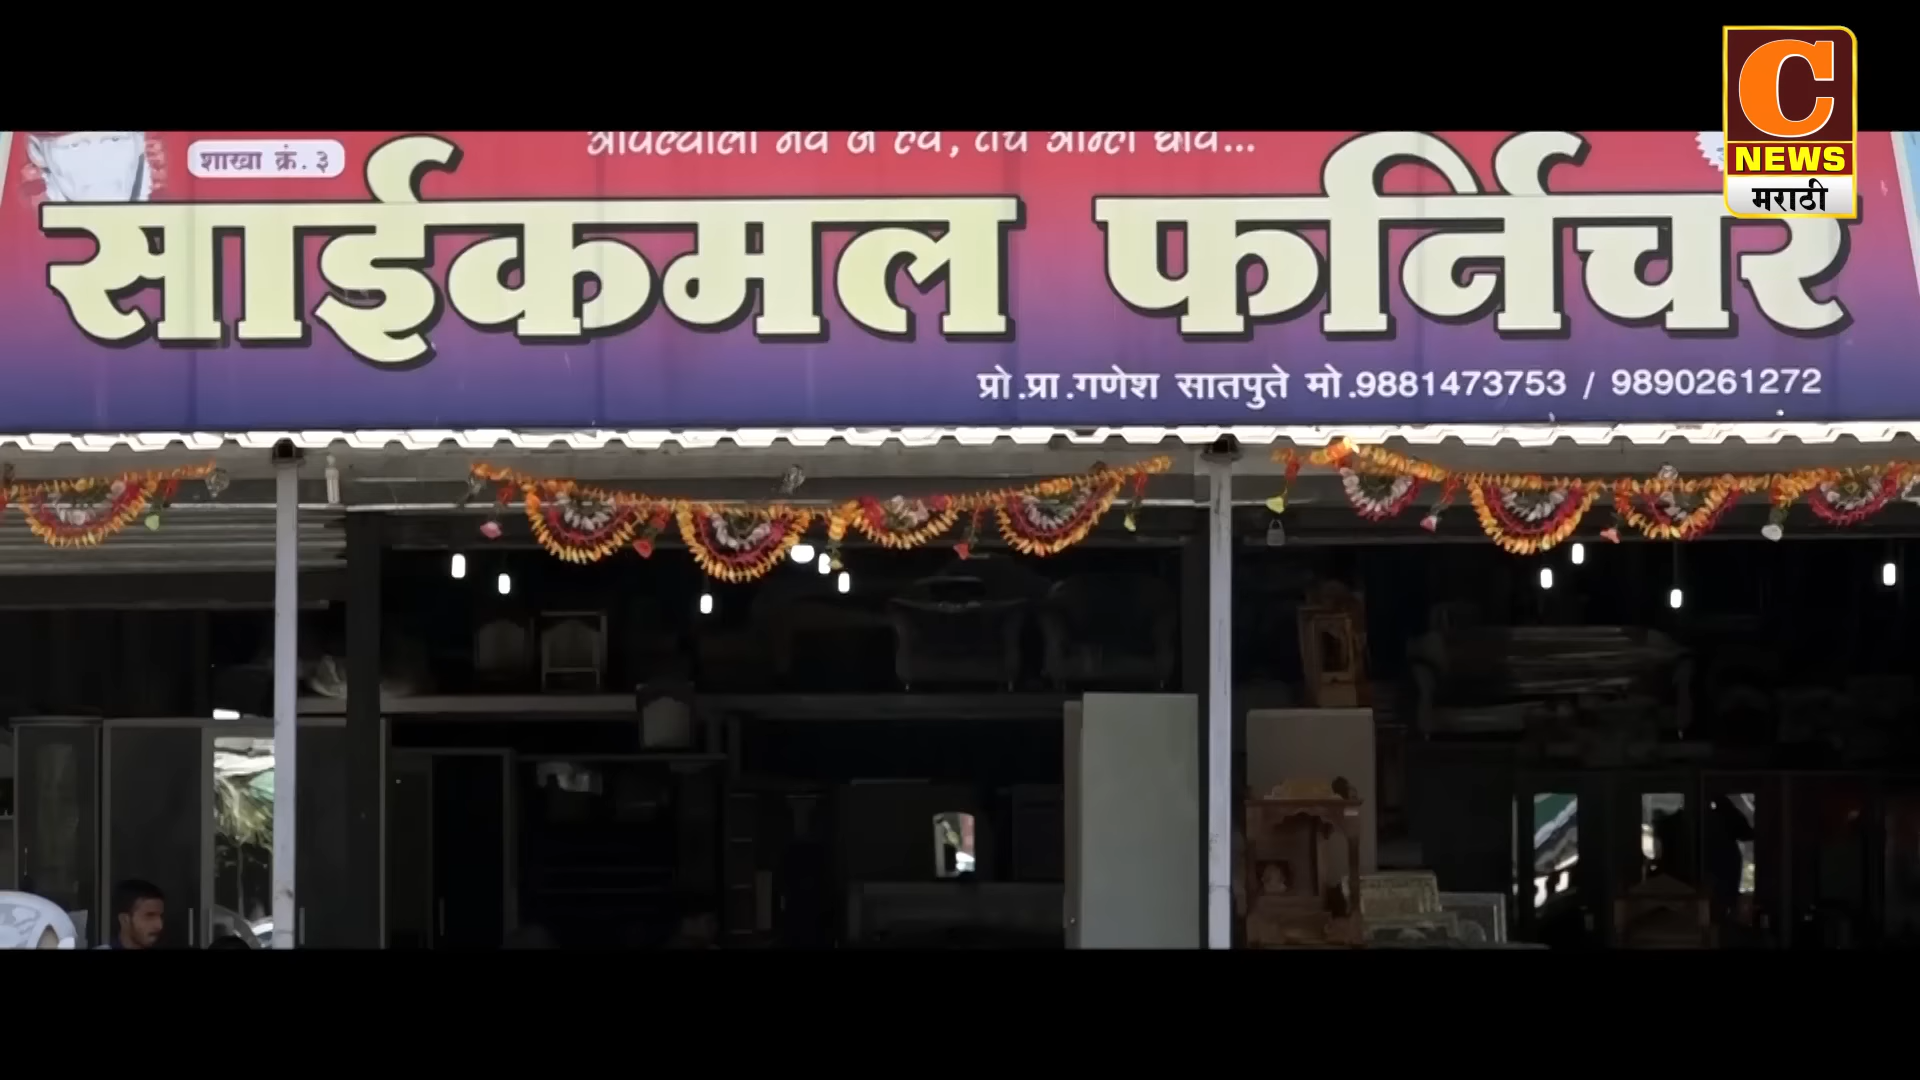 शाखा क्रं. ३
साईकमल फर्निचर
प्रो.प्रा.गणेश सातपुते मो.9881473753 / 9890261272
C
NEWS
मराठी